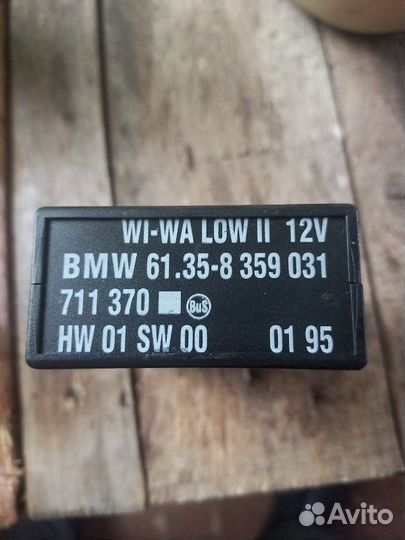 WI-WA LOW II 12V
BMW 61.35-8 359 031
711 370 BuS
HW 01 SW 00 01 95
Avito